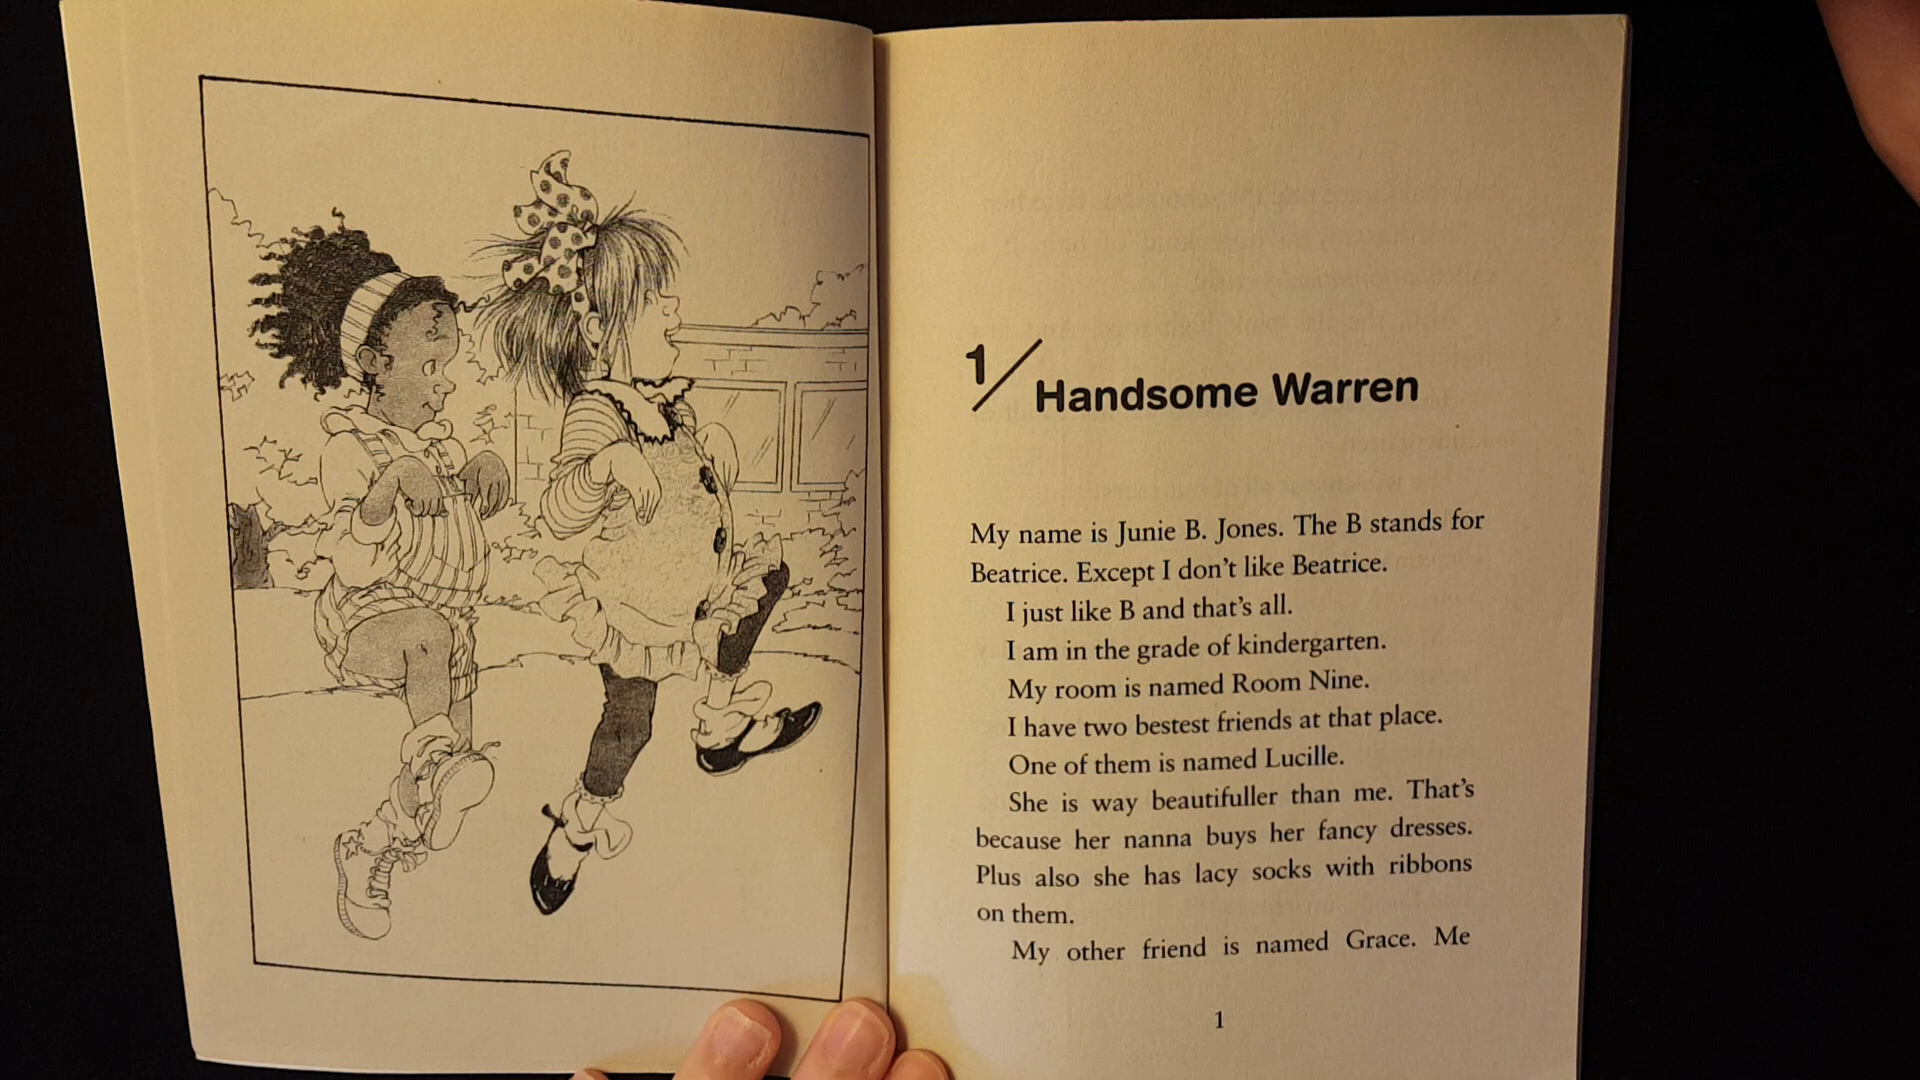 1/ Handsome Warren
My name is Junie B. Jones. The B stands for
Beatrice. Except I don't like Beatrice.
I just like B and that's all.
I am in the grade of kindergarten.
My room is named Room Nine.
I have two bestest friends at that place.
One of them is named Lucille.
She is way beautifuller than me. That's
because her nanna buys her fancy dresses.
Plus also she has lacy socks with ribbons
on them.
My other friend is named Grace. Me
1